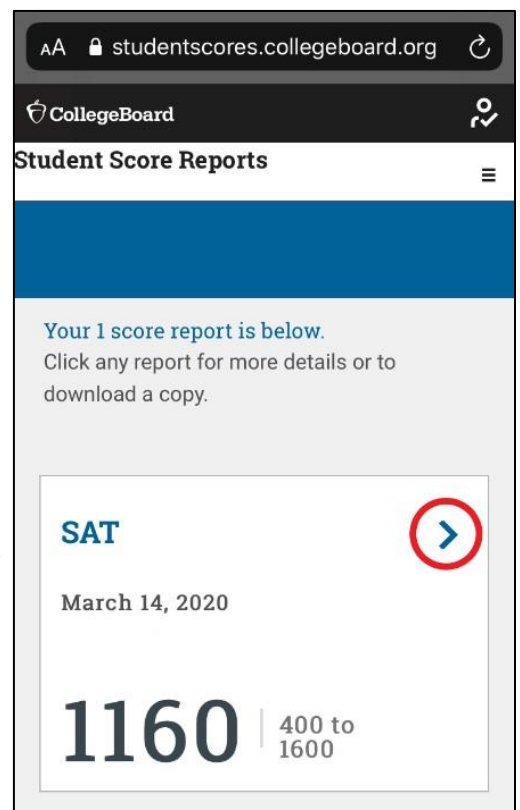 AA studentscores.collegeboard.org
CollegeBoard
Student Score Reports
Your 1 score report is below.
Click any report for more details or to
download a copy.
SAT
March 14, 2020
1160
400 to
1600